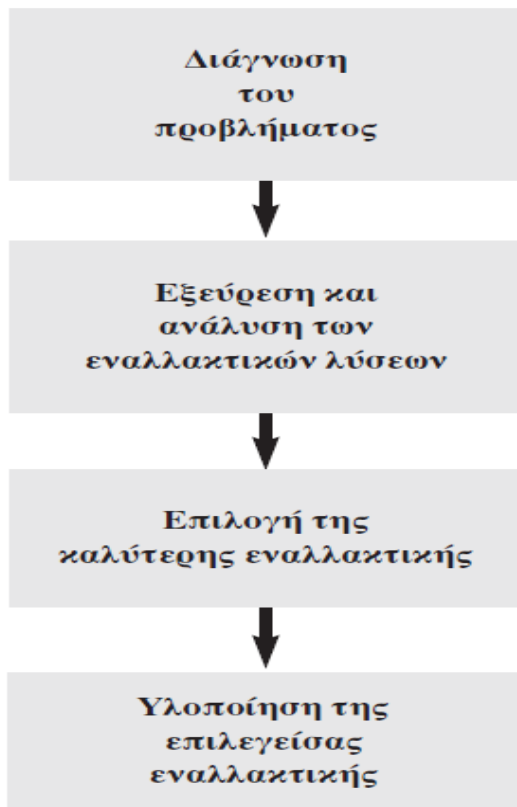 Διάγνωση
του
προβλήματος
Εξεύρεση και
ανάλυση των
εναλλακτικών λύσεων
Επιλογή της
καλύτερης εναλλακτικής
Υλοποίηση της
επιλεγείσας
εναλλακτικής